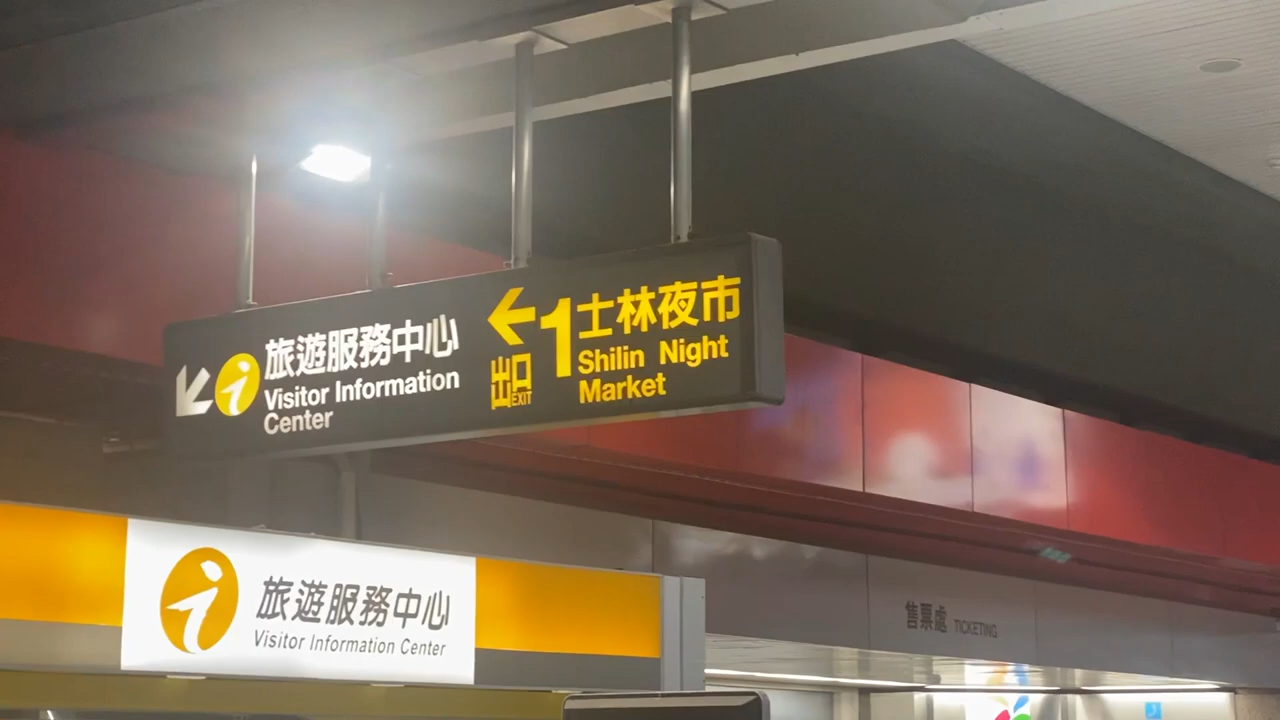 旅遊服務中心
Visitor Information
Center
出口
EXIT
1
士林夜市
Shilin Night
Market
旅遊服務中心
Visitor Information Center
售票處 TICKETING